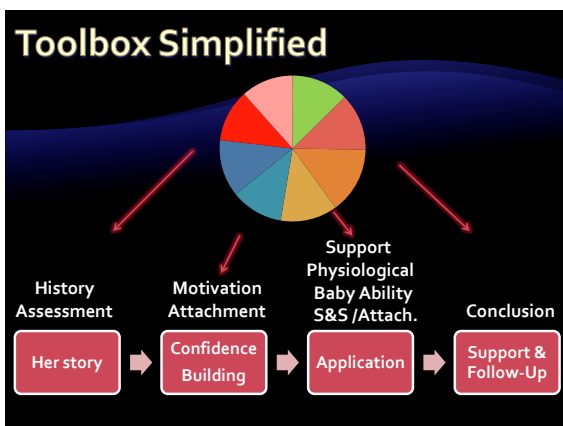 Toolbox Simplified
History
Assessment
Motivation
Attachment
Support
Physiological
Baby Ability
S&S /Attach.
Conclusion
Her story
Confidence
Building
Application
Support &
Follow-Up